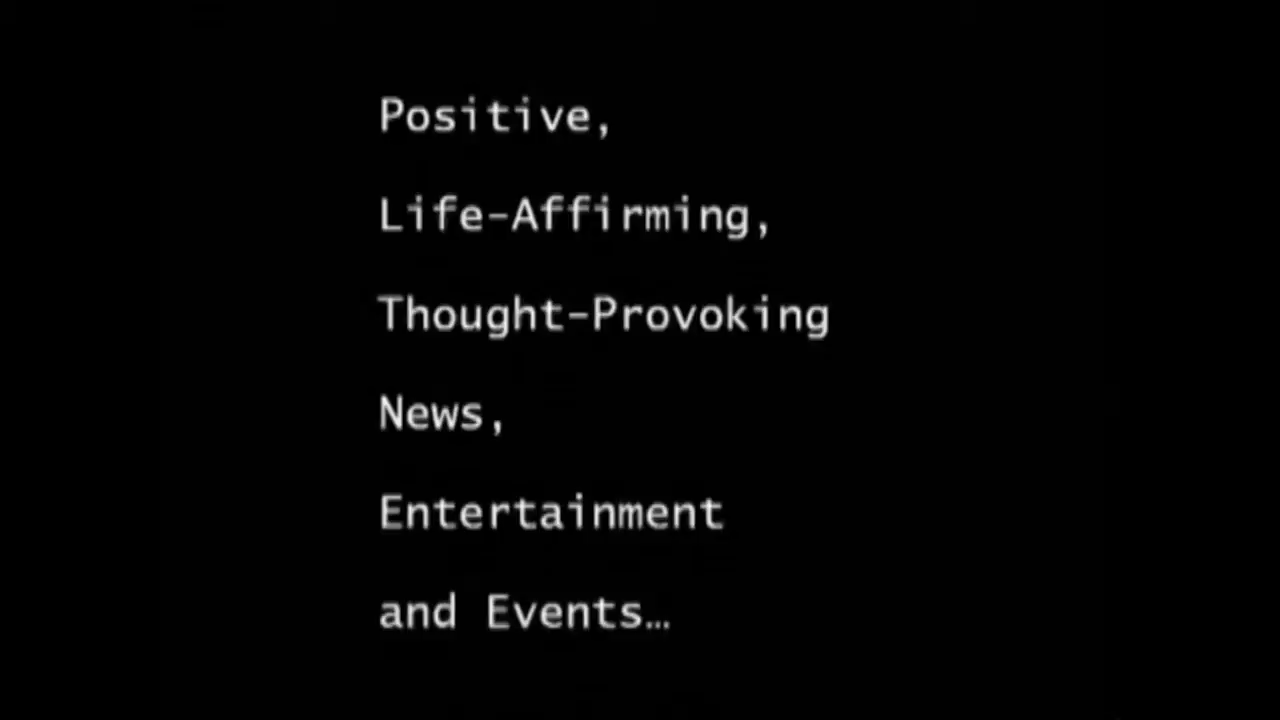 Positive,
Life-Affirming,
Thought-Provoking
News,
Entertainment
and Events…